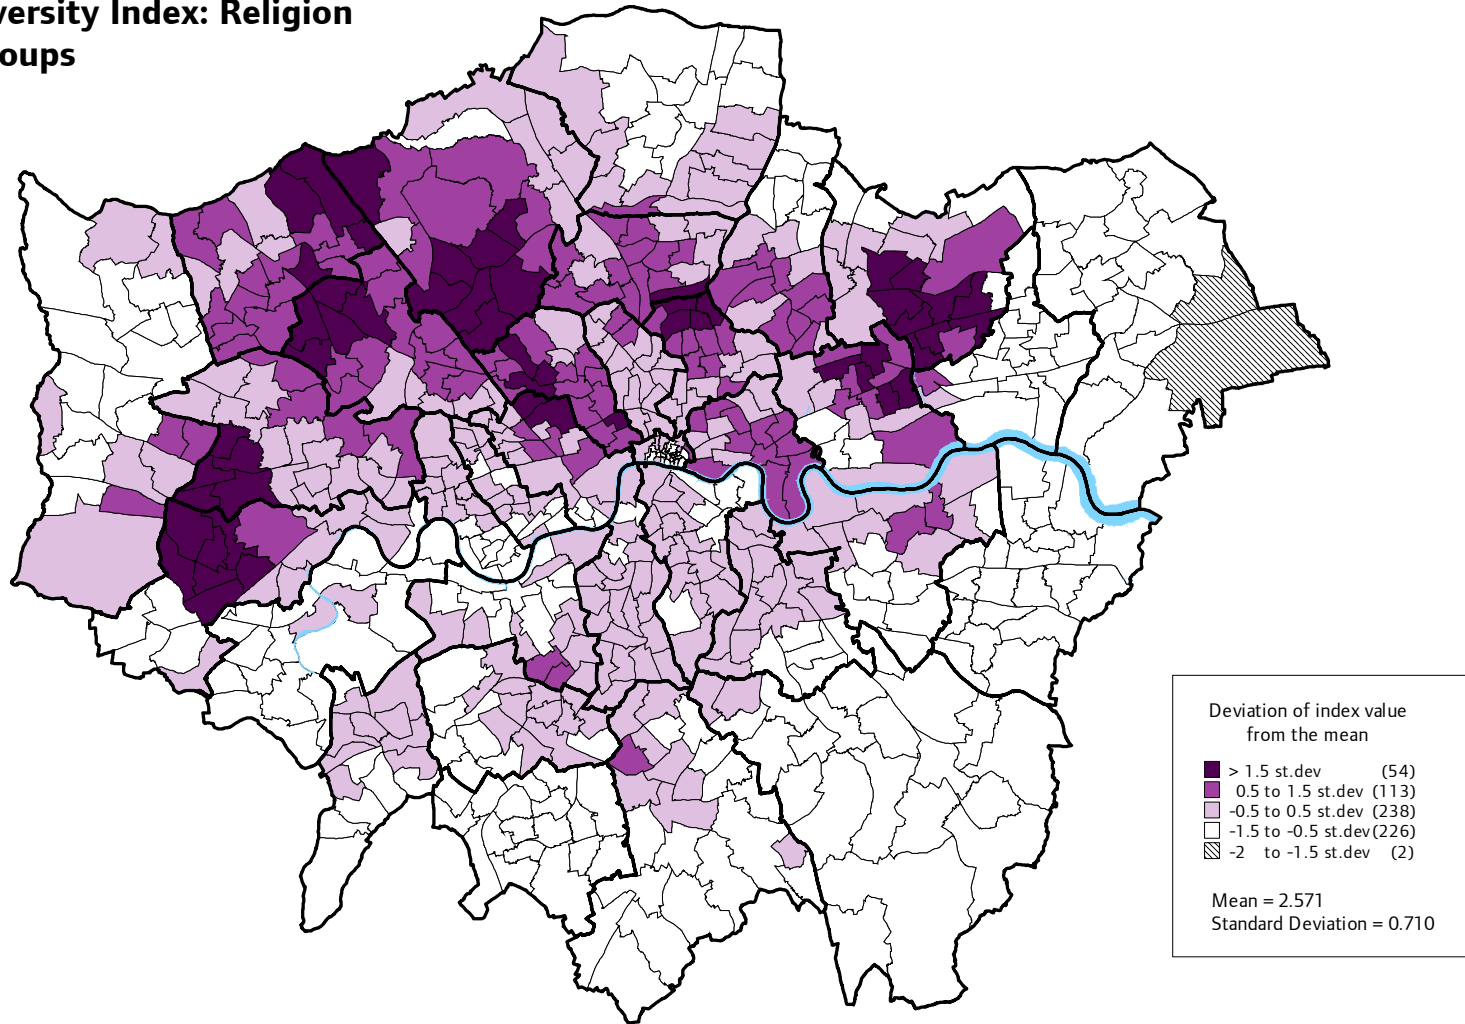 versity Index: Religion
oups
Deviation of index value
from the mean
> 1.5 st.dev (54)
0.5 to 1.5 st.dev (113)
-0.5 to 0.5 st.dev (238)
-1.5 to -0.5 st.dev (226)
-2 to -1.5 st.dev (2)
Mean = 2.571
Standard Deviation = 0.710